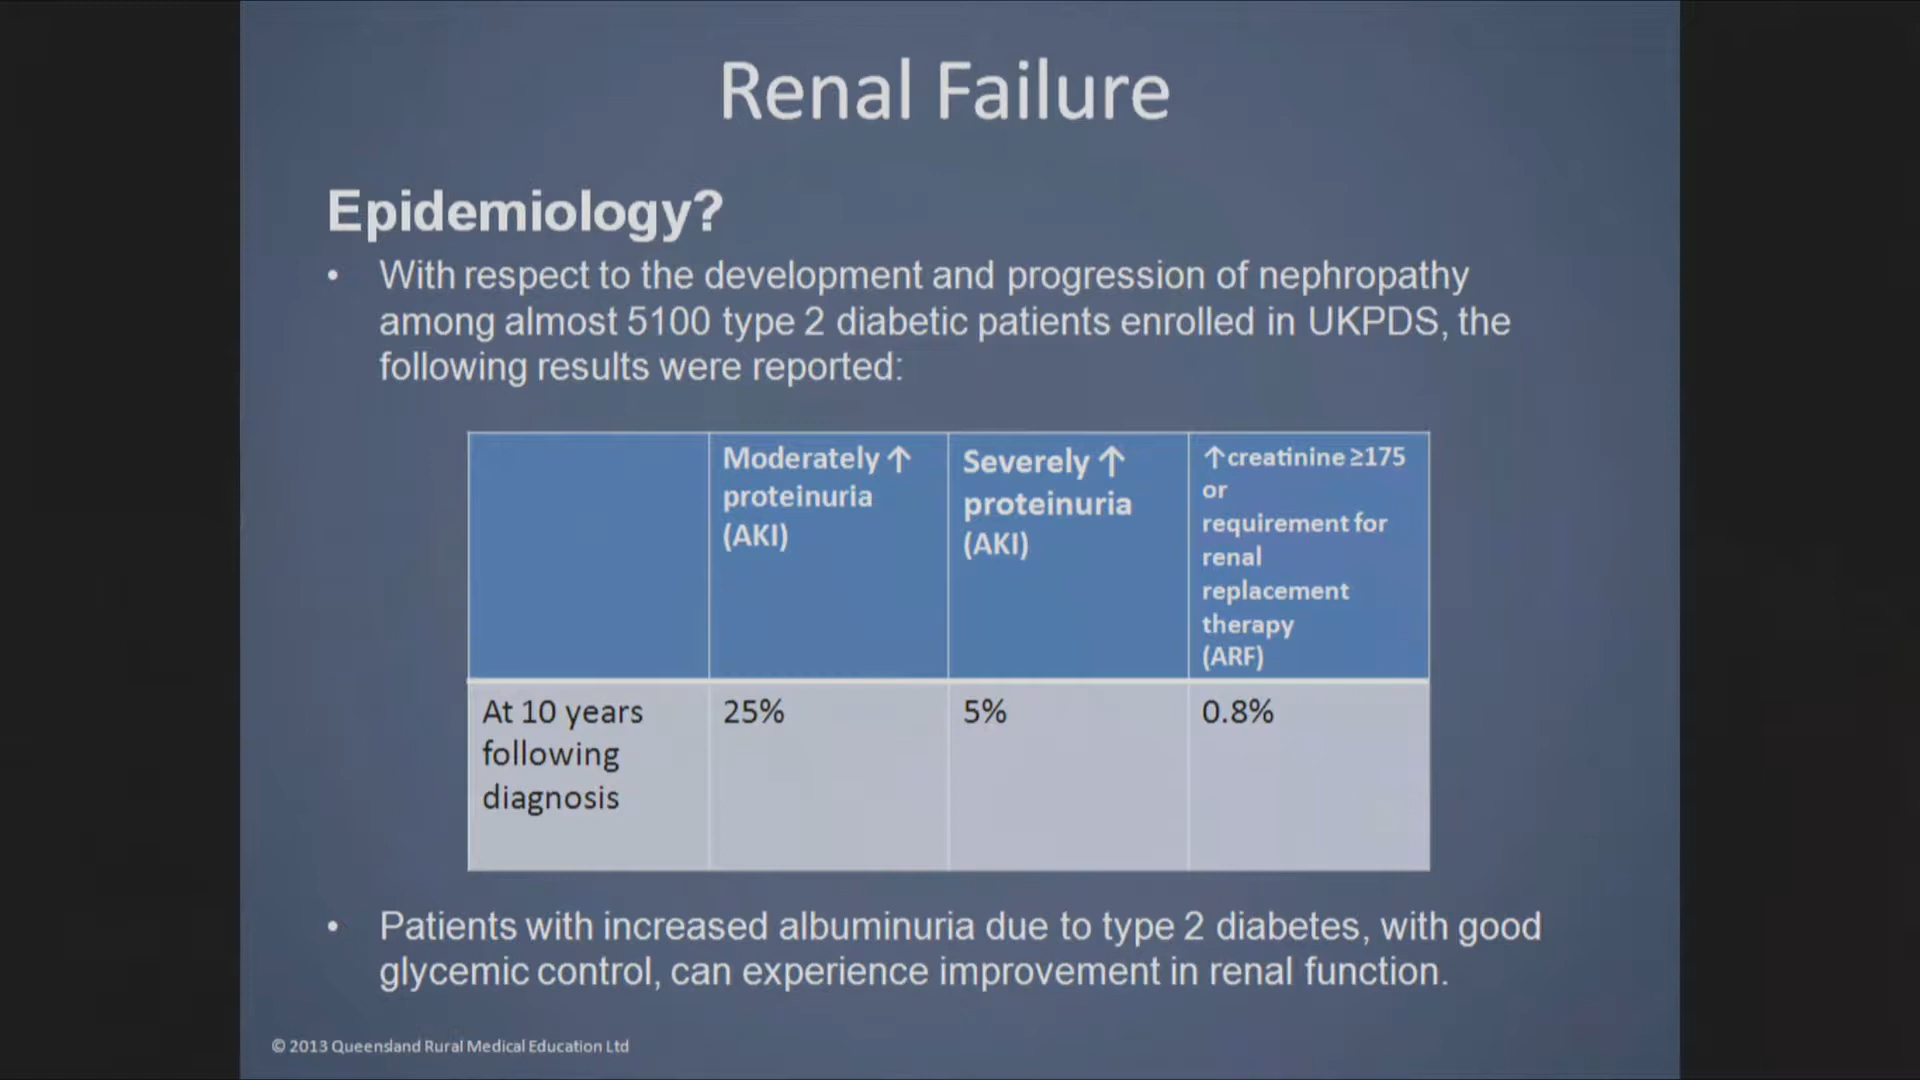 Renal Failure
Epidemiology?
• With respect to the development and progression of nephropathy
among almost 5100 type 2 diabetic patients enrolled in UKPDS, the
following results were reported:
Moderately ↑
proteinuria
(AKI)
Severely ↑
proteinuria
(AKI)
↑creatinine ≥175
or
requirement for
renal
replacement
therapy
(ARF)
At 10 years
following
diagnosis
25%
5%
0.8%
• Patients with increased albuminuria due to type 2 diabetes, with good
glycemic control, can experience improvement in renal function.
© 2013 Queensland Rural Medical Education Ltd